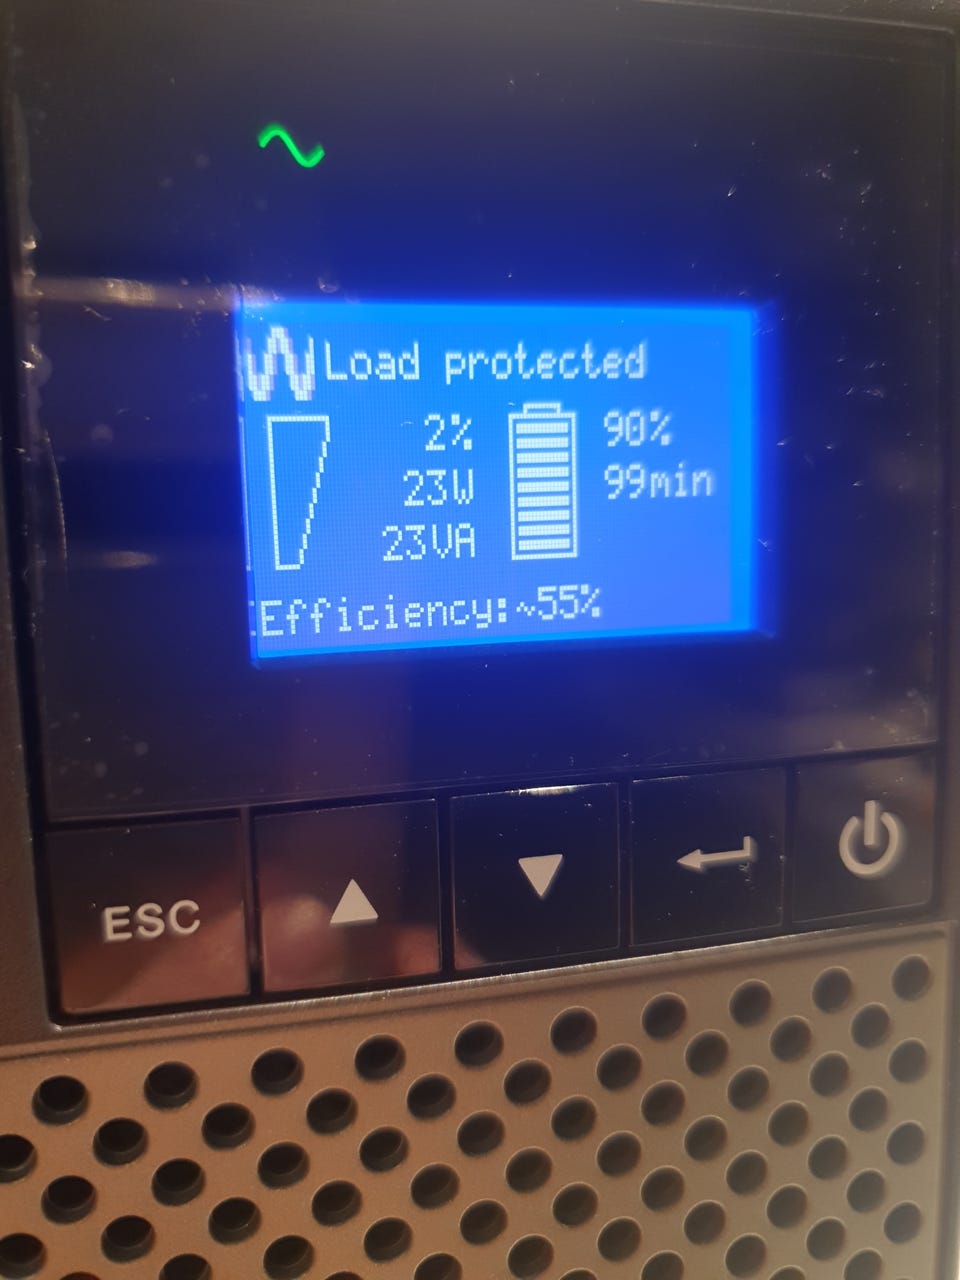 Load protected
2% 90%
23W 99min
23VA
Efficiency:~55%
ESC